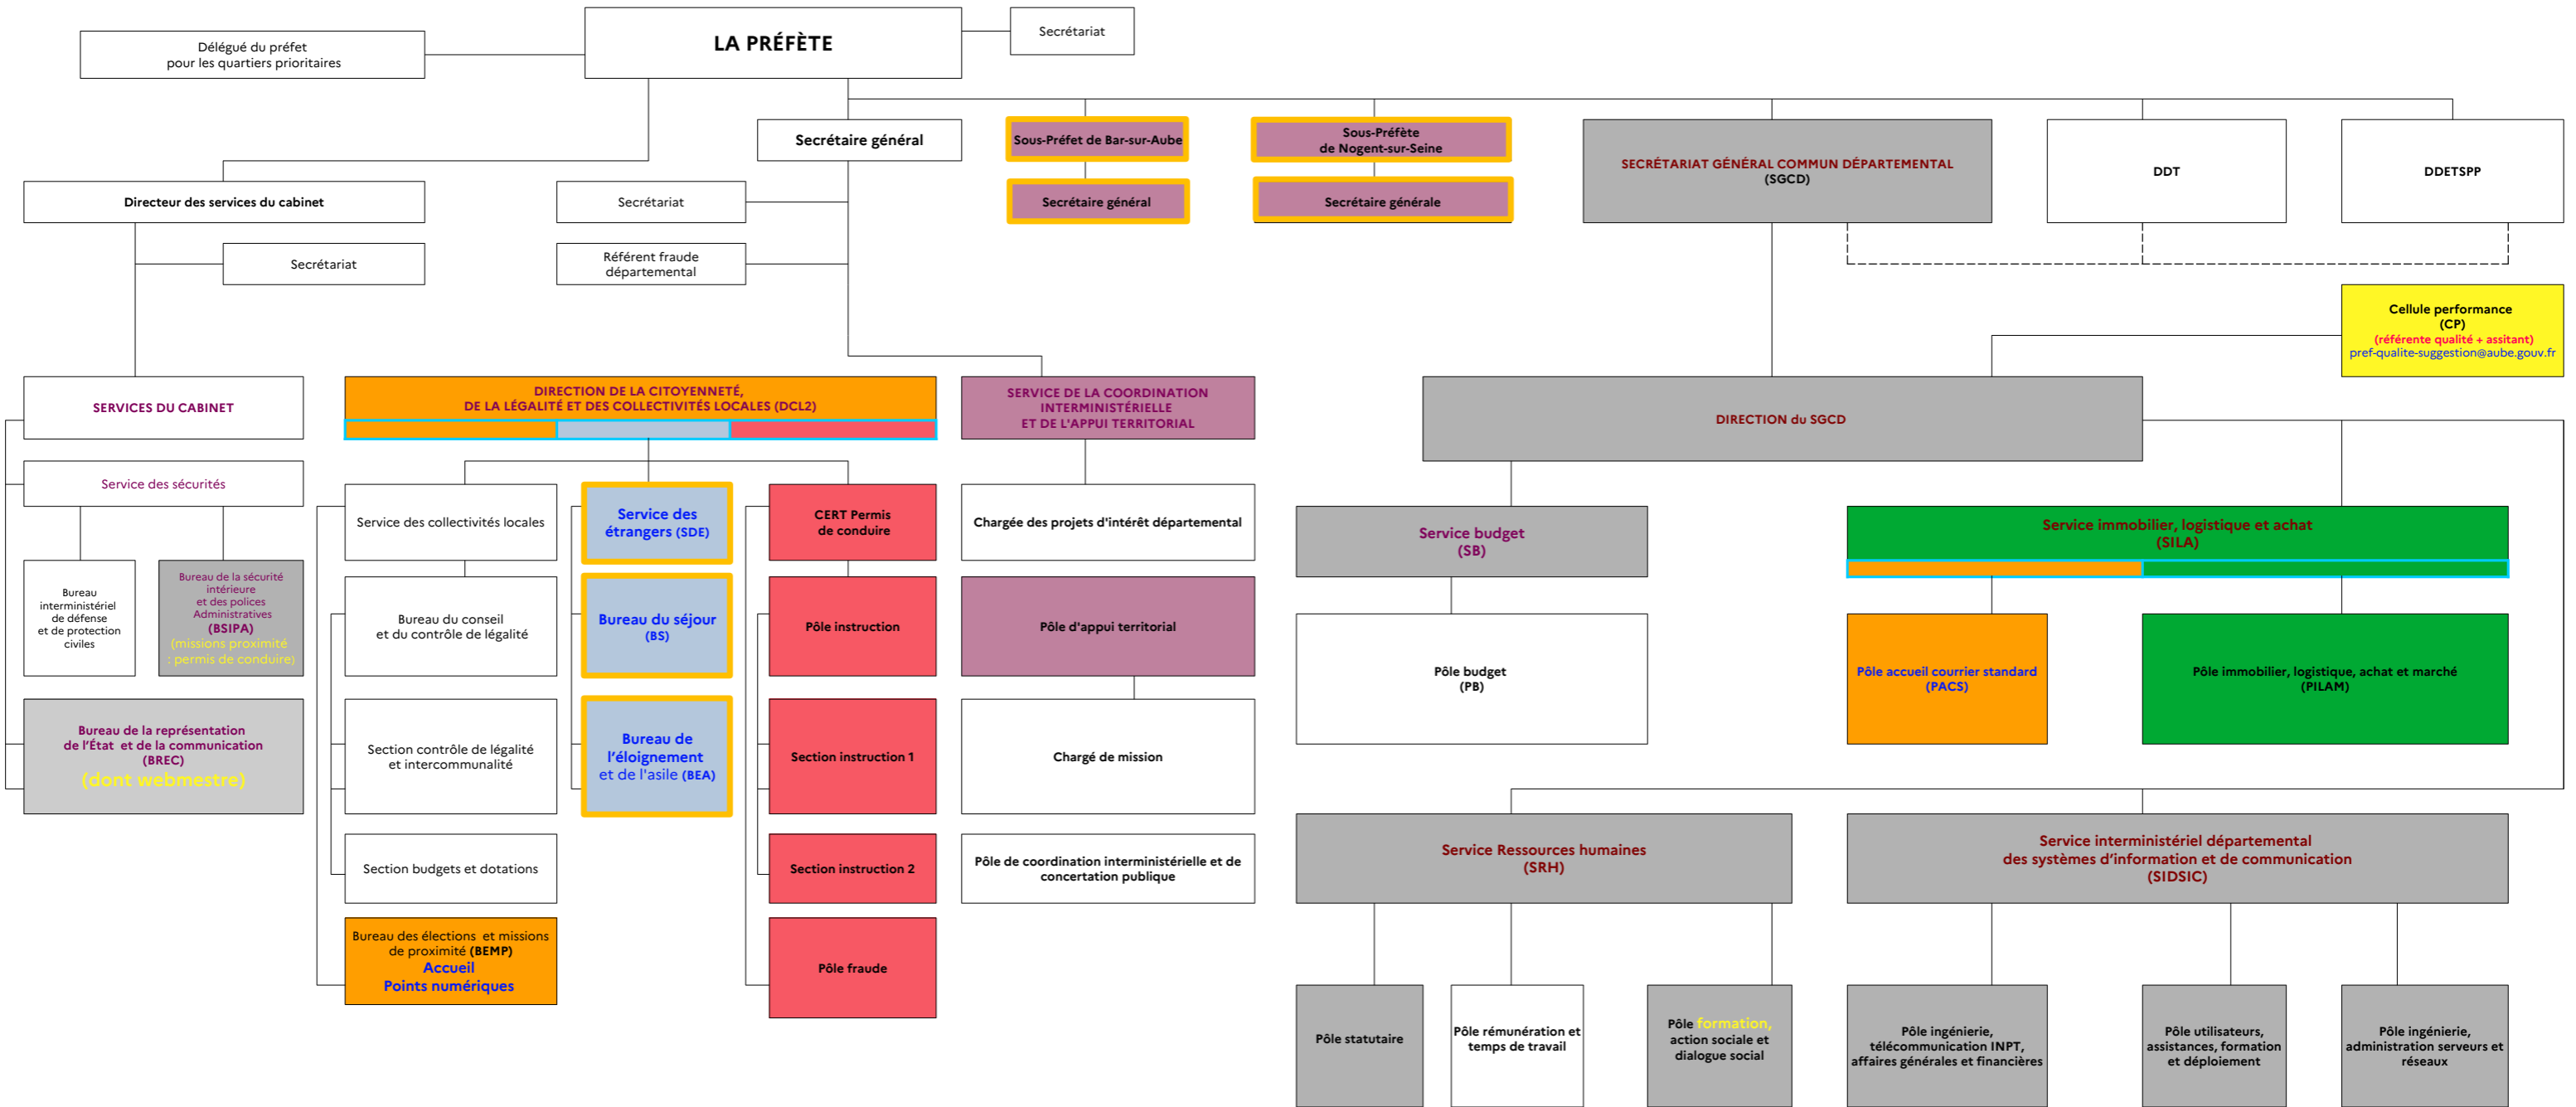 LA PRÉFÈTE
Secrétariat
Délégué du préfet
pour les quartiers prioritaires
Secrétaire général
Sous-Préfet de Bar-sur-Aube
Sous-Préfète
de Nogent-sur-Seine
SECRÉTARIAT GÉNÉRAL COMMUN DÉPARTEMENTAL
(SGCD)
DDT
DDETSPP
Directeur des services du cabinet
Secrétariat
Secrétaire général
Secrétaire générale
Secrétariat
Référent fraude
départemental
Cellule performance
(CP)
(référente qualité + assitant)
pref-qualite-suggestion@aube.gouv.fr
SERVICES DU CABINET
DIRECTION DE LA CITOYENNETÉ,
DE LA LÉGALITÉ ET DES COLLECTIVITÉS LOCALES (DCL2)
SERVICE DE LA COORDINATION
INTERMINISTÉRIELLE
ET DE L'APPUI TERRITORIAL
DIRECTION du SGCD
Service des sécurités
Service des collectivités locales
Service des
étrangers (SDE)
CERT Permis
de conduire
Chargée des projets d'intérêt départemental
Service budget
(SB)
Service immobilier, logistique et achat
(SILA)
Bureau
interministériel
de défense
et de protection
civiles
Bureau de la sécurité
intérieure
et des polices
Administratives
(BSIPA)
(missions proximité
: permis de conduire)
Bureau du conseil
et du contrôle de légalité
Bureau du séjour
(BS)
Pôle instruction
Pôle d'appui territorial
Pôle budget
(PB)
Pôle accueil courrier standard
(PACS)
Pôle immobilier, logistique, achat et marché
(PILAM)
Bureau de la représentation
de l'État et de la communication
(BREC)
(dont webmestre)
Section contrôle de légalité
et intercommunalité
Bureau de
l'éloignement
et de l'asile (BEA)
Section instruction 1
Chargé de mission
Section budgets et dotations
Section instruction 2
Pôle de coordination interministérielle et de
concertation publique
Service Ressources humaines
(SRH)
Service interministériel départemental
des systèmes d'information et de communication
(SIDSIC)
Bureau des élections et missions
de proximité (BEMP)
Accueil
Points numériques
Pôle fraude
Pôle statutaire
Pôle rémunération et
temps de travail
Pôle formation,
action sociale et
dialogue social
Pôle ingénierie,
télécommunication INPT,
affaires générales et financières
Pôle utilisateurs,
assistances, formation
et déploiement
Pôle ingénierie,
administration serveurs et
réseaux